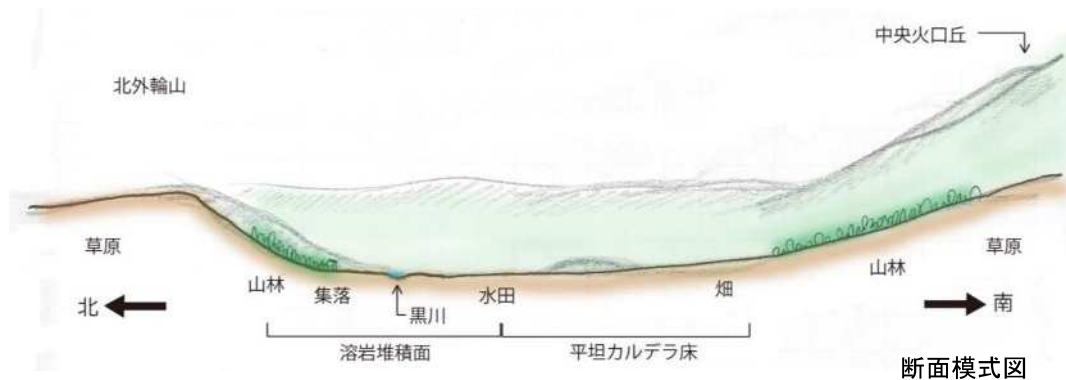 中央火口丘
北外輪山
草原
山林
集落
黒川
水田
畑
山林
草原
北
南
溶岩堆積面
平坦カルデラ床
断面模式図